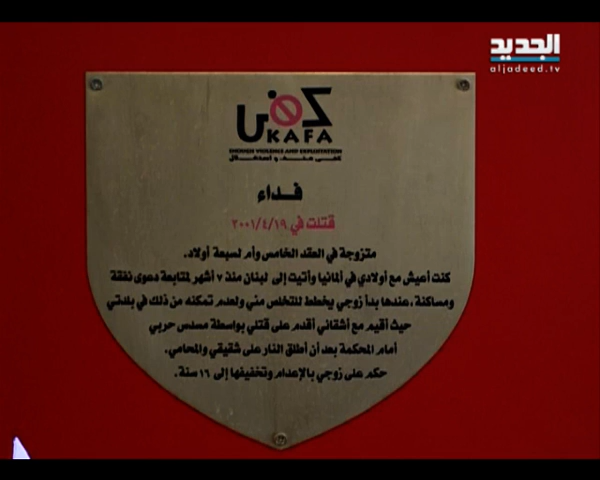 الجديد
aljadeed.tv
كفى
KAFA
ENOUGH VIOLENCE AND EXPLOITATION
كفى عنف و استغلال
فداء
قتلت في ٢٠٠١/٤/١٩
متزوجة في العقد الخامس وأم لسبعة أولاد.
كنت أعيش مع أولادي في ألمانيا وأتيت إلى لبنان منذ ٧ أشهر لمتابعة دعوى نفقة
ومساكنة، عندها بدأ زوجي يخطط للتخلص مني ولعدم تمكنه من ذلك في بلدتي
حيث أقيم مع أشقائي أقدم على قتلي بواسطة مسدس حربي
أمام المحكمة بعد أن أطلق النار على شقيقي والمحامي.
حكم على زوجي بالإعدام وتخفيفها إلى ١٦ سنة.